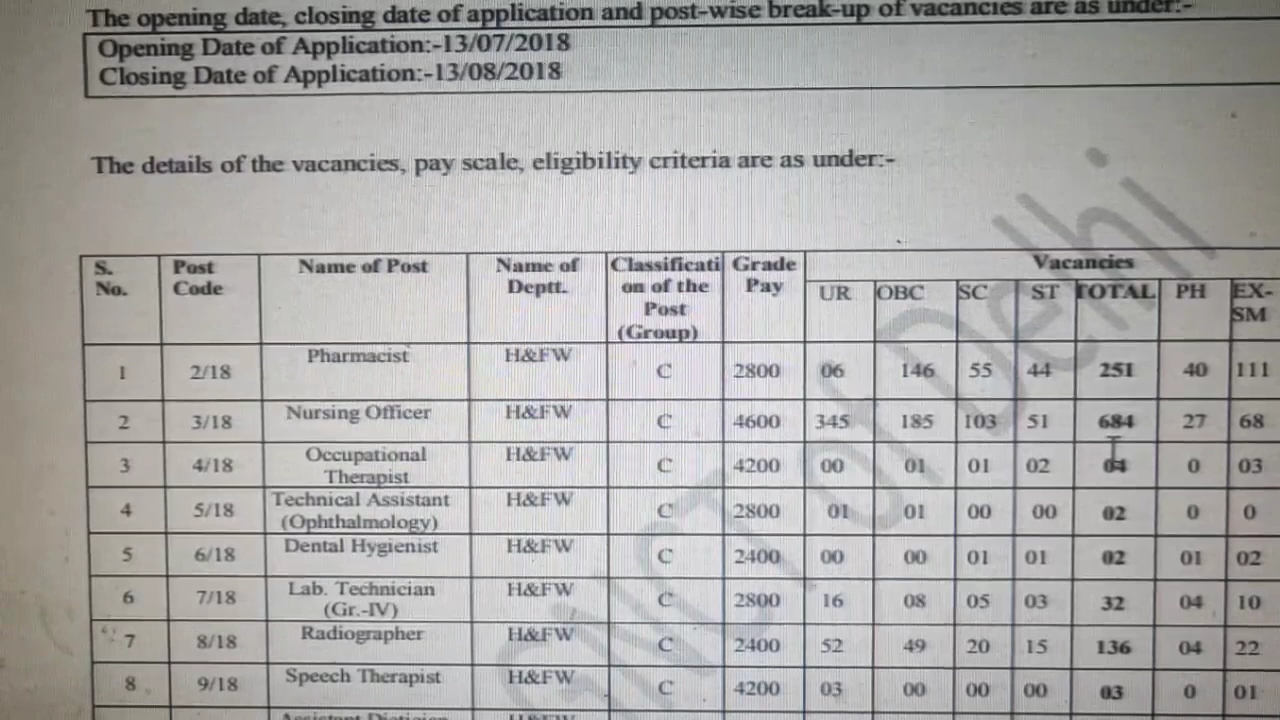 The opening date, closing date of application and post-wise break-up of vacancies are as under:-
Opening Date of Application:-13/07/2018
Closing Date of Application:-13/08/2018
The details of the vacancies, pay scale, eligibility criteria are as under:-
S. No. Post Code Name of Post Name of Deptt. Classificati on of the Post (Group) Grade Pay Vacancies
UR OBC SC ST TOTAL PH EX-SM
1 2/18 Pharmacist H&FW C 2800 06 146 55 44 251 40 111
2 3/18 Nursing Officer H&FW C 4600 345 185 103 51 684 27 68
3 4/18 Occupational Therapist H&FW C 4200 00 01 01 02 04 0 03
4 5/18 Technical Assistant (Ophthalmology) H&FW C 2800 01 01 00 00 02 0 0
5 6/18 Dental Hygienist H&FW C 2400 00 00 01 01 02 01 02
6 7/18 Lab. Technician (Gr.-IV) H&FW C 2800 16 08 05 03 32 04 10
7 8/18 Radiographer H&FW C 2400 52 49 20 15 136 04 22
8 9/18 Speech Therapist H&FW C 4200 03 00 00 00 03 0 01
GNCT of Delhi